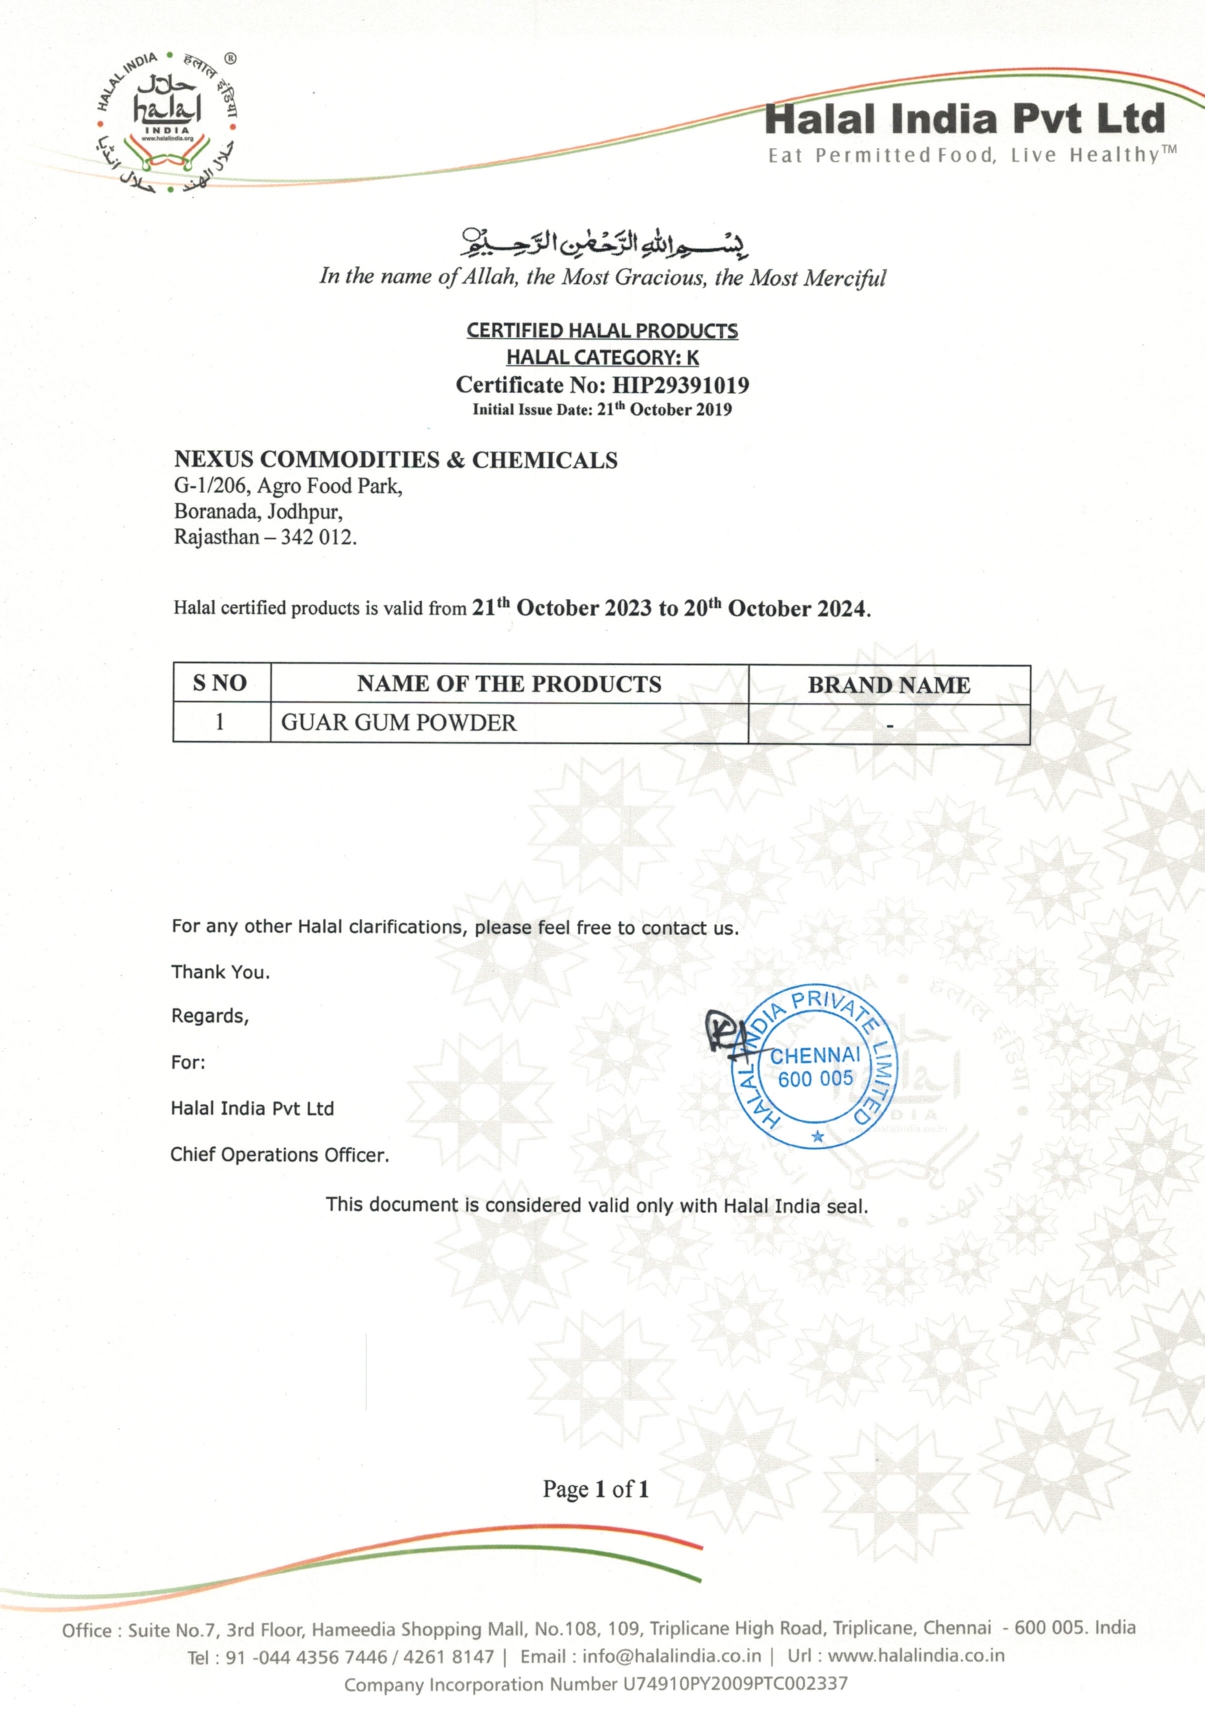 HALAL INDIA • हलाल इंडिया ®
حلال
halal
INDIA
www.halalindia.org
حلال انڈیا • حلال الهند
Halal India Pvt Ltd
Eat Permitted Food, Live Healthy™
بسم الله الرحمن الرحيم
In the name of Allah, the Most Gracious, the Most Merciful
CERTIFIED HALAL PRODUCTS
HALAL CATEGORY: K
Certificate No: HIP29391019
Initial Issue Date: 21th October 2019
NEXUS COMMODITIES & CHEMICALS
G-1/206, Agro Food Park,
Boranada, Jodhpur,
Rajasthan – 342 012.
Halal certified products is valid from 21th October 2023 to 20th October 2024.
S NO NAME OF THE PRODUCTS BRAND NAME
1 GUAR GUM POWDER -
For any other Halal clarifications, please feel free to contact us.
Thank You.
Regards,
For:
Halal India Pvt Ltd
Chief Operations Officer.
HALAL INDIA PRIVATE LIMITED
CHENNAI
600 005
This document is considered valid only with Halal India seal.
Page 1 of 1
Office : Suite No.7, 3rd Floor, Hameedia Shopping Mall, No.108, 109, Triplicane High Road, Triplicane, Chennai - 600 005. India
Tel : 91 -044 4356 7446 / 4261 8147 | Email : info@halalindia.co.in | Url : www.halalindia.co.in
Company Incorporation Number U74910PY2009PTC002337